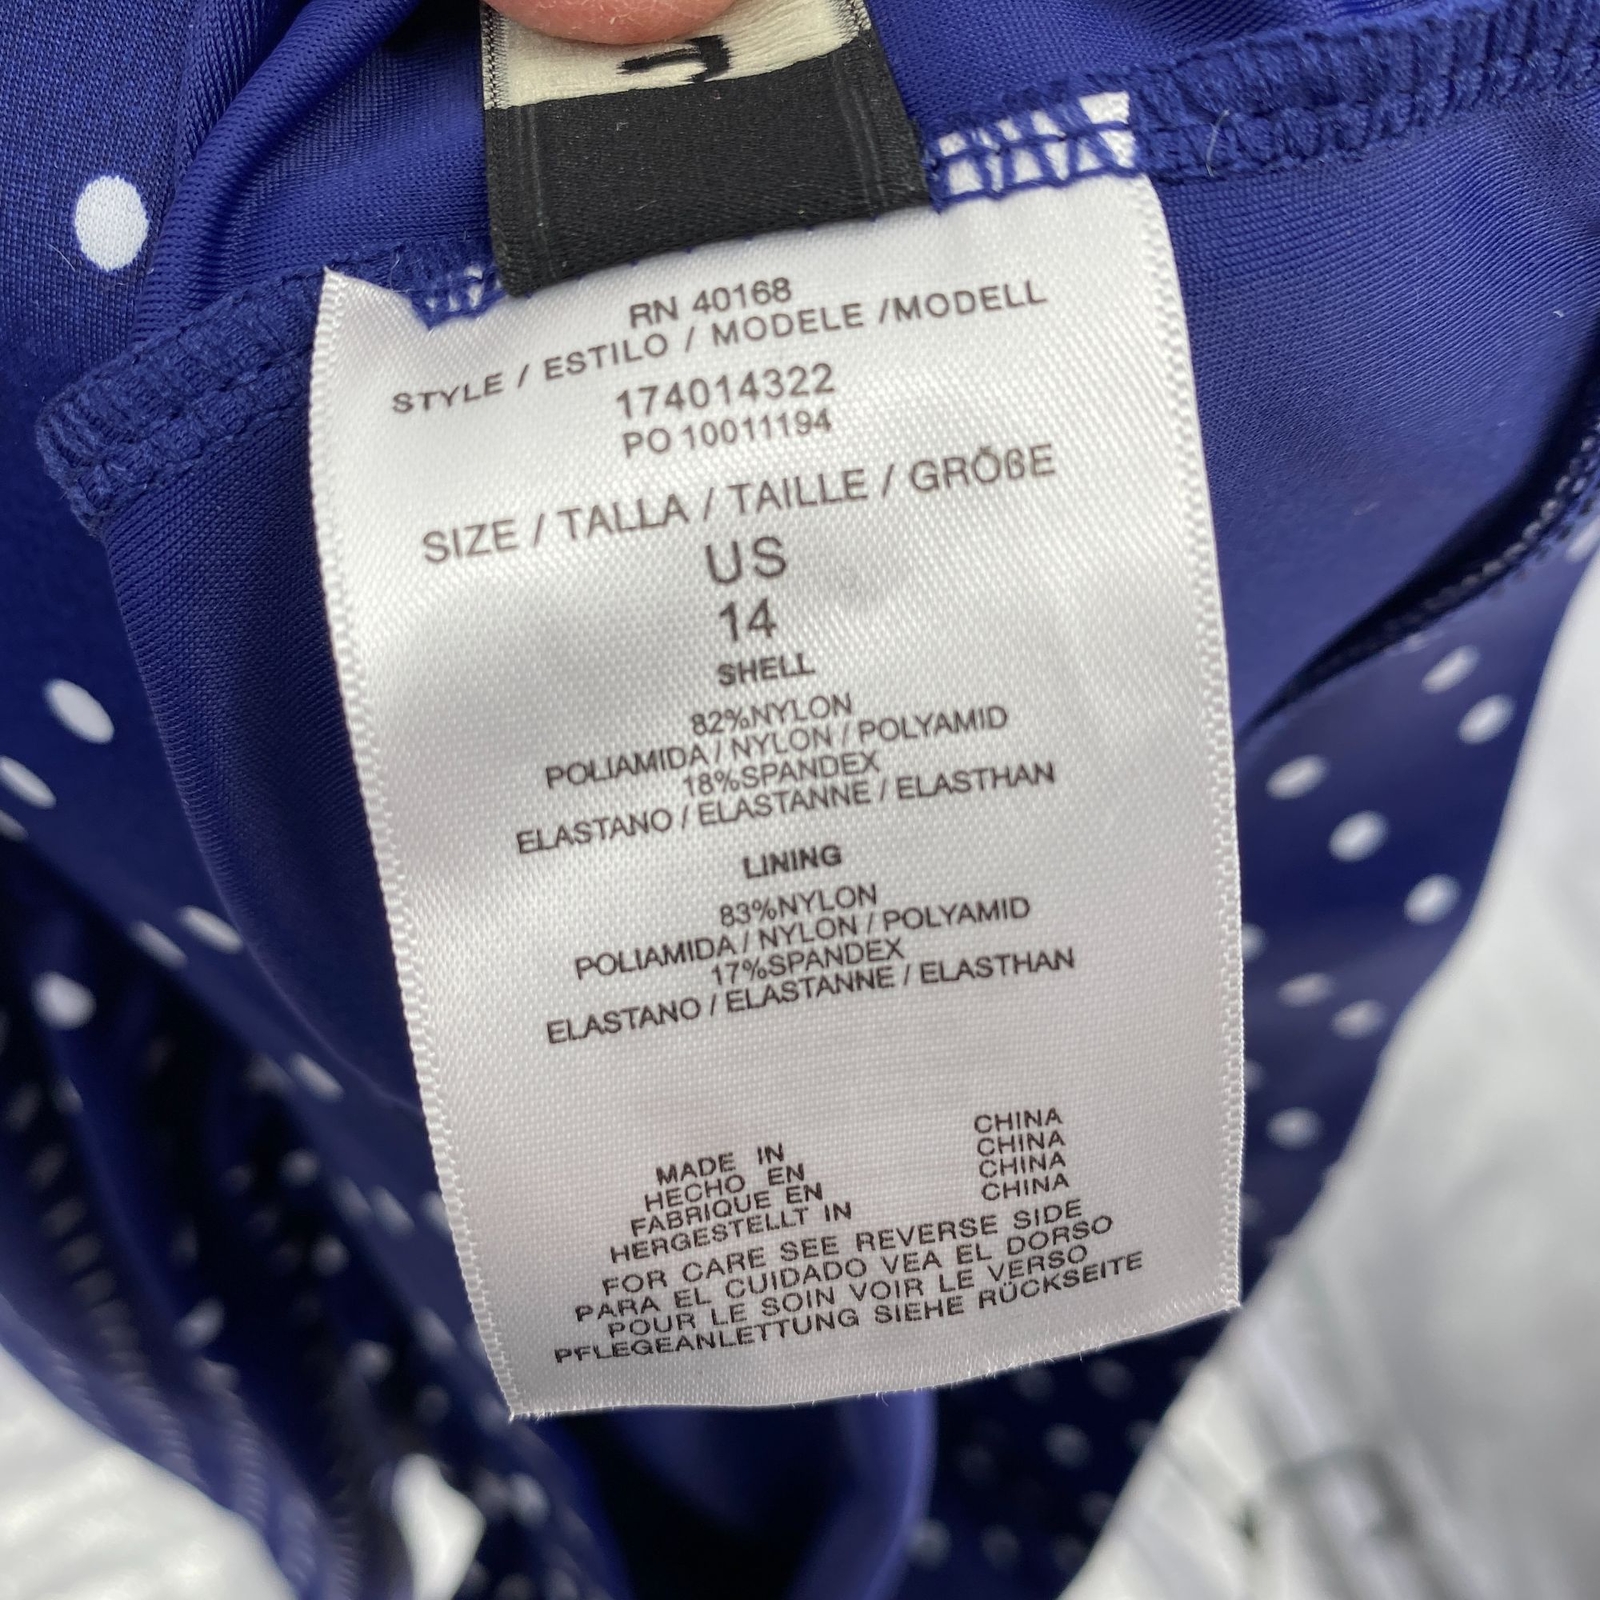 RN 40168
STYLE / ESTILO / MODELE /MODELL
174014322
PO 10011194
SIZE / TALLA / TAILLE / GRÖßE
US
14
SHELL
82%NYLON
POLIAMIDA / NYLON / POLYAMID
18%SPANDEX
ELASTANO / ELASTANNE / ELASTHAN
LINING
83%NYLON
POLIAMIDA / NYLON / POLYAMID
17%SPANDEX
ELASTANO / ELASTANNE / ELASTHAN
MADE IN CHINA
HECHO EN CHINA
FABRIQUE EN CHINA
HERGESTELLT IN CHINA
FOR CARE SEE REVERSE SIDE
PARA EL CUIDADO VEA EL DORSO
POUR LE SOIN VOIR LE VERSO
PFLEGEANLETTUNG SIEHE RÜCKSEITE